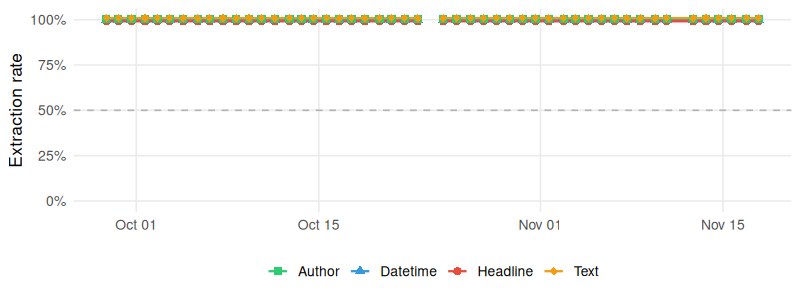 Extraction rate
100%
75%
50%
25%
0%
Oct 01 Oct 15 Nov 01 Nov 15
Author Datetime Headline Text